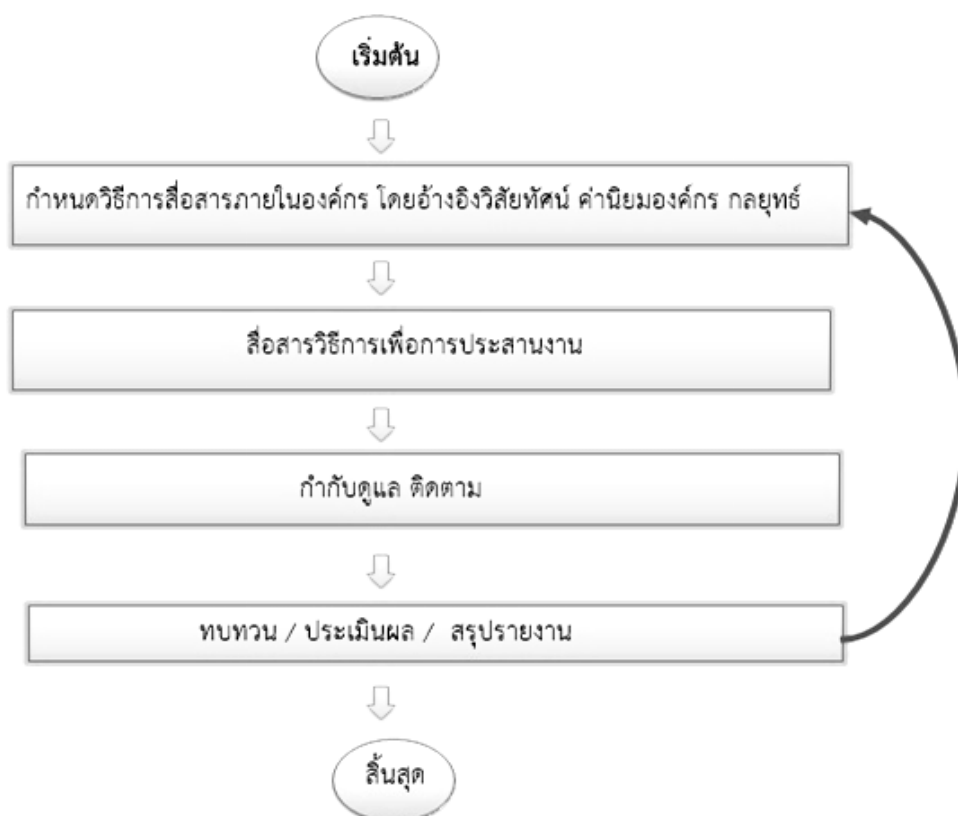 เริ่มต้น
กำหนดวิธีการสื่อสารภายในองค์กร โดยอ้างอิงวิสัยทัศน์ ค่านิยมองค์กร กลยุทธ์
สื่อสารวิธีการเพื่อการประสานงาน
กำกับดูแล ติดตาม
ทบทวน / ประเมินผล / สรุปรายงาน
สิ้นสุด